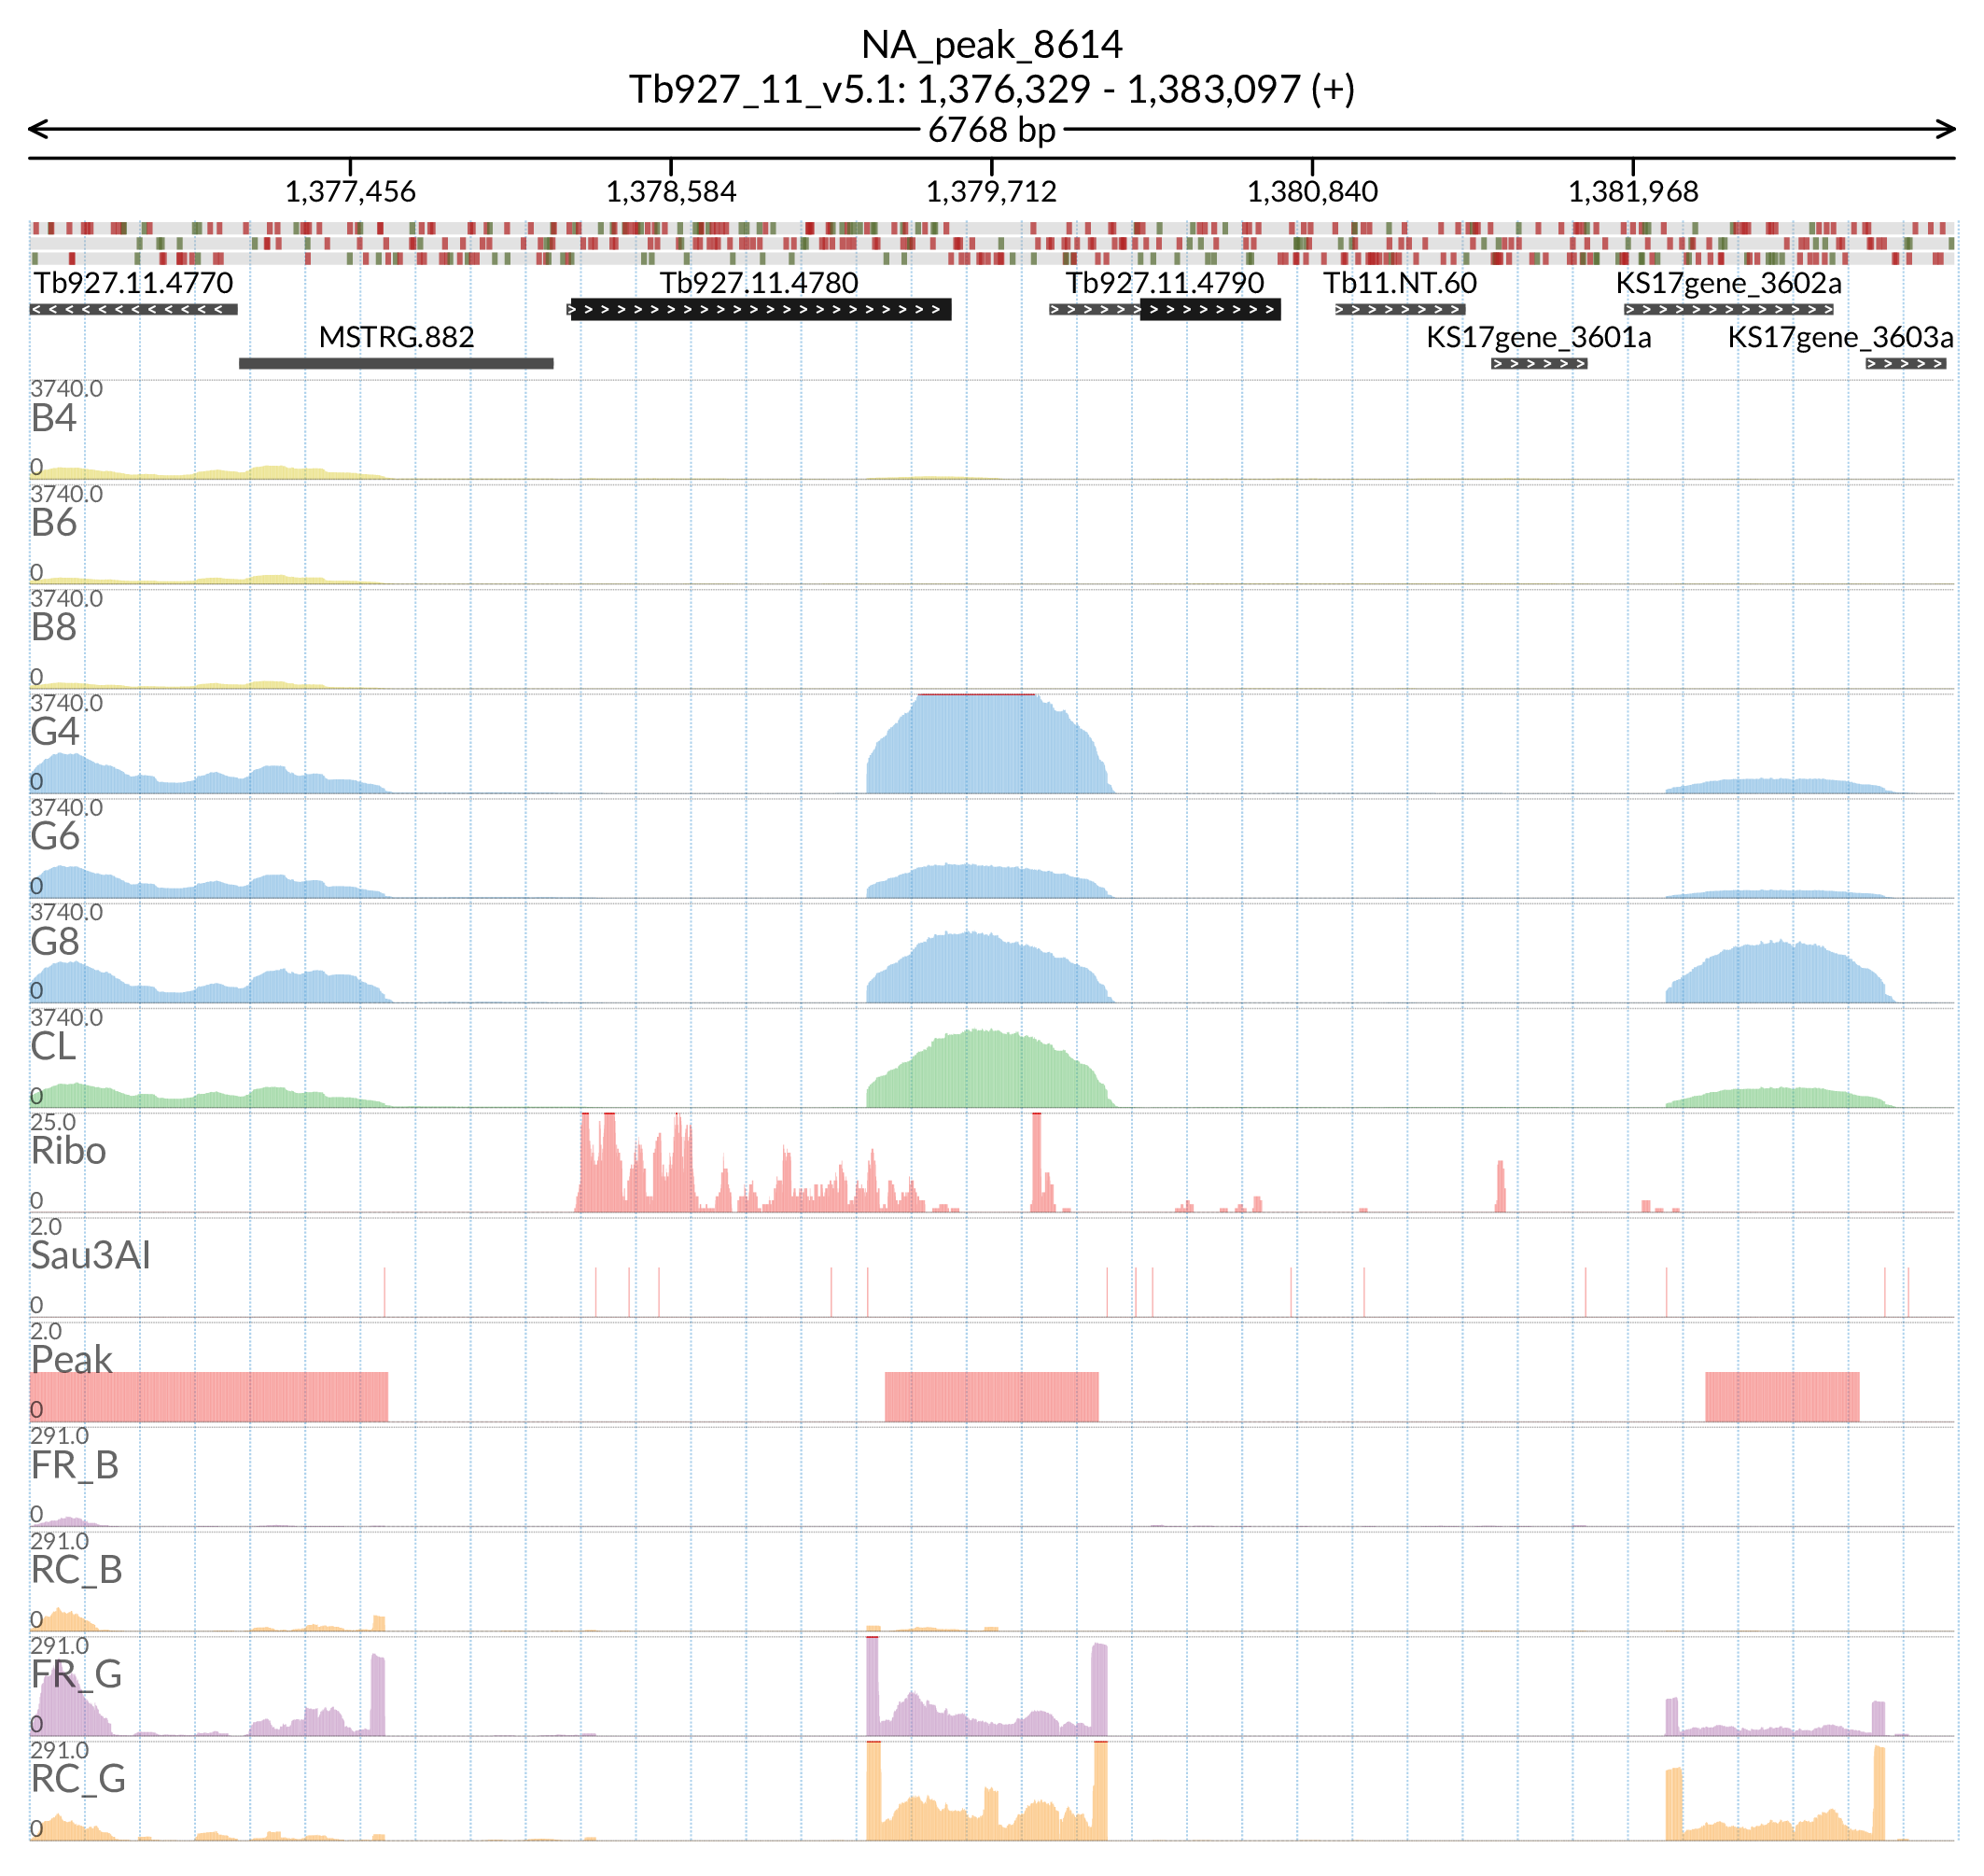 NA_peak_8614
Tb927_11_v5.1: 1,376,329 - 1,383,097 (+)
6768 bp
1,377,456 1,378,584 1,379,712 1,380,840 1,381,968
Tb927.11.4770 Tb927.11.4780 Tb927.11.4790 Tb11.NT.60 KS17gene_3602a
MSTRG.882 KS17gene_3601a KS17gene_3603a
3740.0
B4
0
3740.0
B6
0
3740.0
B8
0
3740.0
G4
0
3740.0
G6
0
3740.0
G8
0
3740.0
CL
0
25.0
Ribo
0
2.0
Sau3AI
0
2.0
Peak
0
291.0
FR_B
0
291.0
RC_B
0
291.0
FR_G
0
291.0
RC_G
0